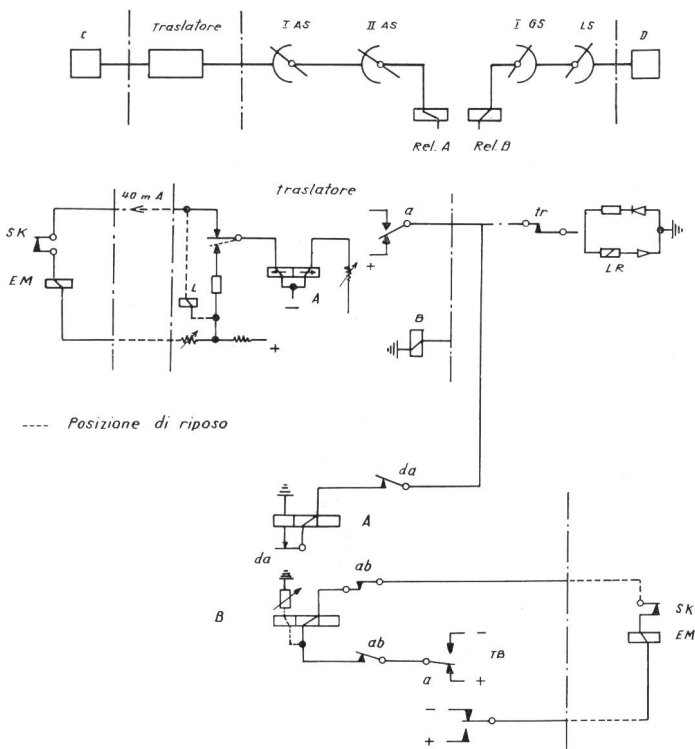 C Traslatore I AS II AS I GS LS D
Rel. A Rel. B
traslatore
40 mA
a
tr
SK
L
+
LR
EM
A
B
−
+
---- Posizione di riposo
da
A
da
ab
B
SK
EM
ab
−
TB
a
+
−
+